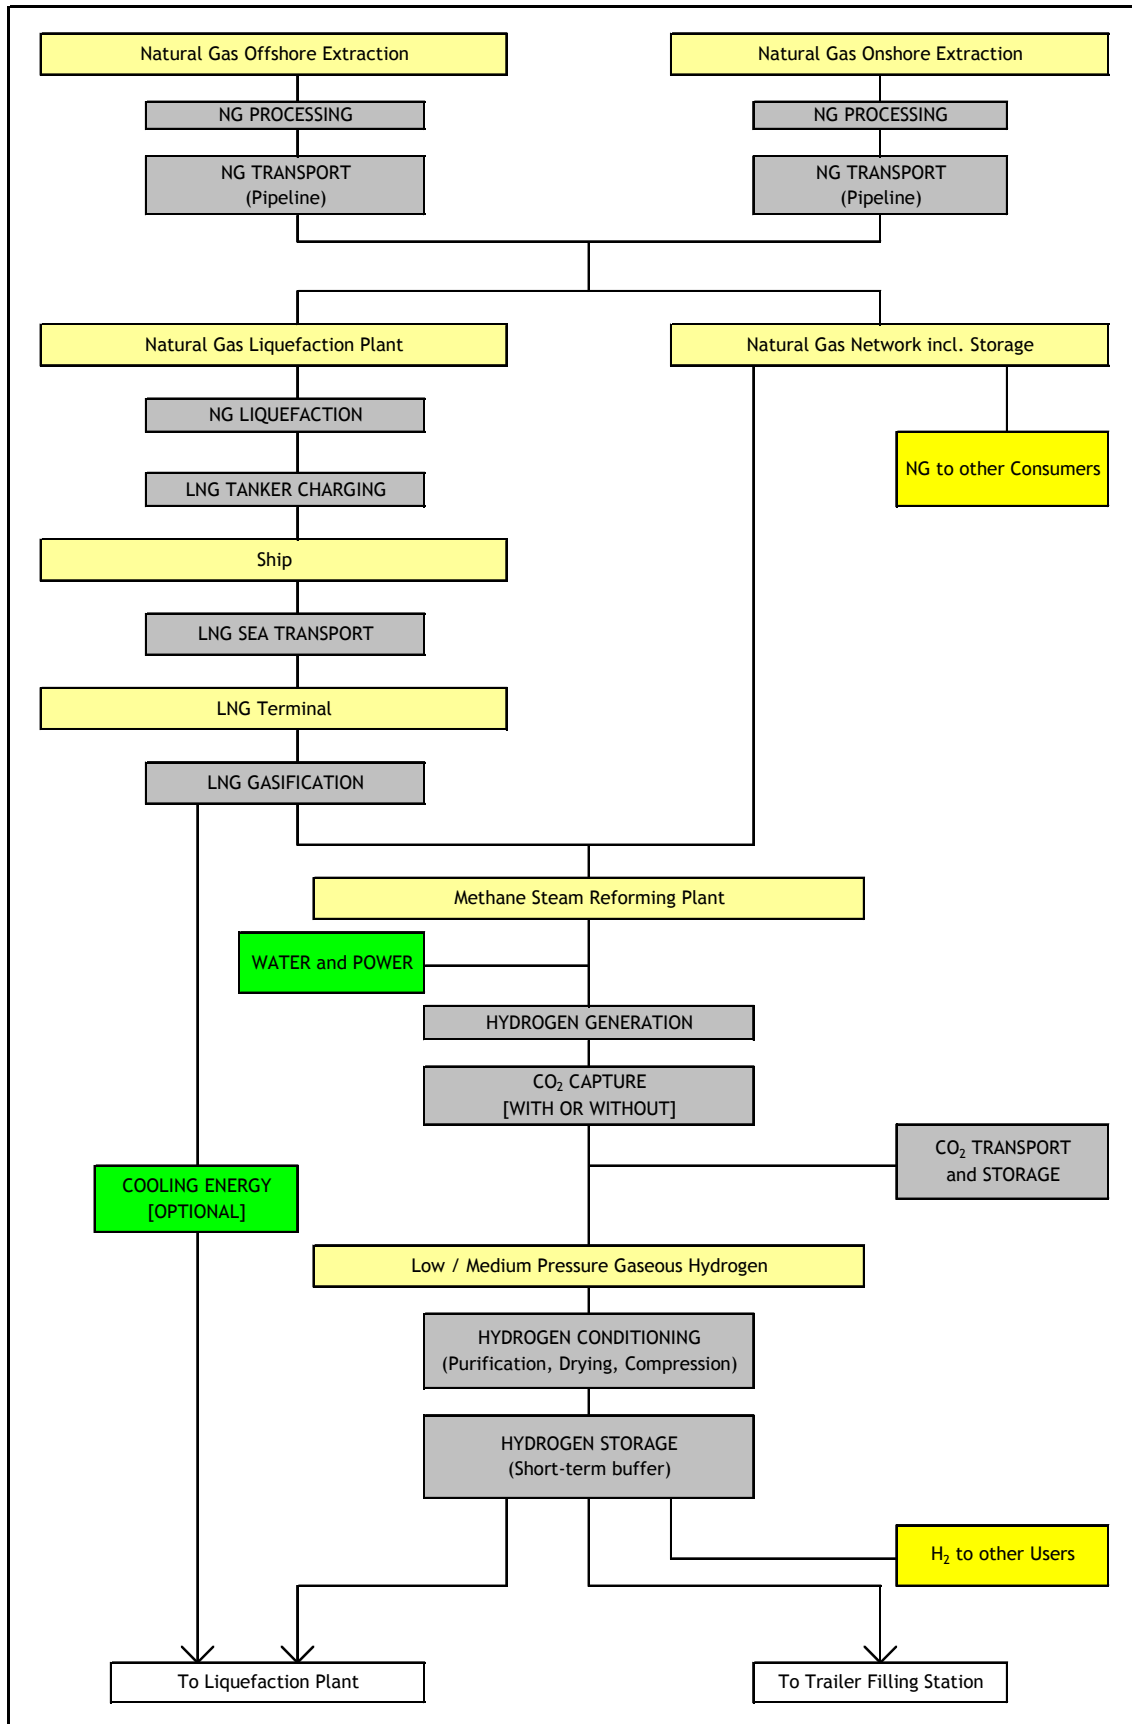 Natural Gas Offshore Extraction
Natural Gas Onshore Extraction
NG PROCESSING
NG PROCESSING
NG TRANSPORT
(Pipeline)
NG TRANSPORT
(Pipeline)
Natural Gas Liquefaction Plant
Natural Gas Network incl. Storage
NG LIQUEFACTION
NG to other Consumers
LNG TANKER CHARGING
Ship
LNG SEA TRANSPORT
LNG Terminal
LNG GASIFICATION
Methane Steam Reforming Plant
WATER and POWER
HYDROGEN GENERATION
CO₂ CAPTURE
[WITH OR WITHOUT]
CO₂ TRANSPORT
and STORAGE
COOLING ENERGY
[OPTIONAL]
Low / Medium Pressure Gaseous Hydrogen
HYDROGEN CONDITIONING
(Purification, Drying, Compression)
HYDROGEN STORAGE
(Short-term buffer)
H₂ to other Users
To Liquefaction Plant
To Trailer Filling Station